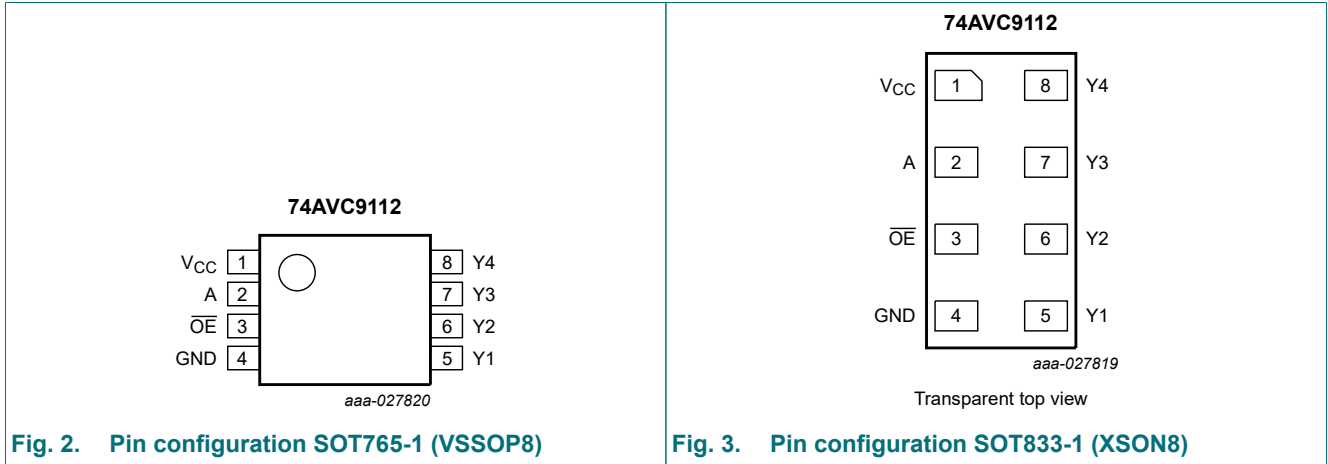 74AVC9112
VCC 1 8 Y4
A 2 7 Y3
OE 3 6 Y2
GND 4 5 Y1
aaa-027820
Fig. 2. Pin configuration SOT765-1 (VSSOP8)
74AVC9112
VCC 1 8 Y4
A 2 7 Y3
OE 3 6 Y2
GND 4 5 Y1
aaa-027819
Transparent top view
Fig. 3. Pin configuration SOT833-1 (XSON8)